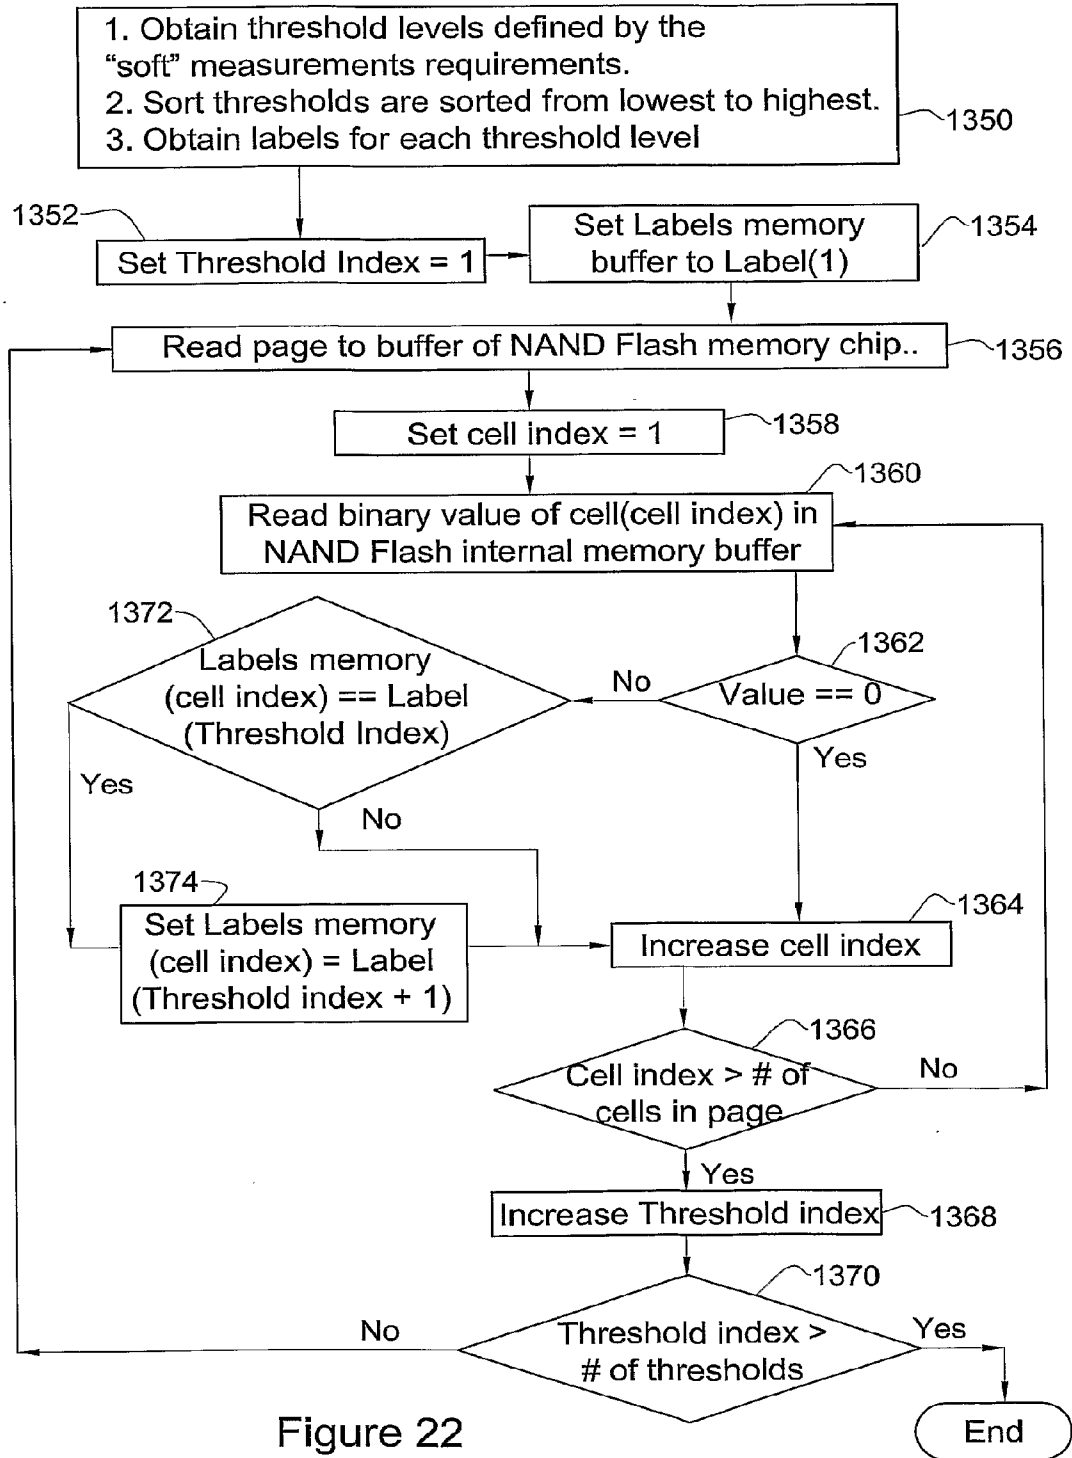 1. Obtain threshold levels defined by the
“soft” measurements requirements.
2. Sort thresholds are sorted from lowest to highest.
3. Obtain labels for each threshold level
1350
1352
Set Threshold Index = 1
Set Labels memory
buffer to Label(1)
1354
Read page to buffer of NAND Flash memory chip..
1356
Set cell index = 1
1358
1360
Read binary value of cell(cell index) in
NAND Flash internal memory buffer
1372
Labels memory
(cell index) == Label
(Threshold Index)
No
1362
Value == 0
Yes
Yes
No
1374
Set Labels memory
(cell index) = Label
(Threshold index + 1)
1364
Increase cell index
1366
Cell index > # of
cells in page
No
Yes
Increase Threshold index
1368
1370
Threshold index >
# of thresholds
No
Yes
End
Figure 22